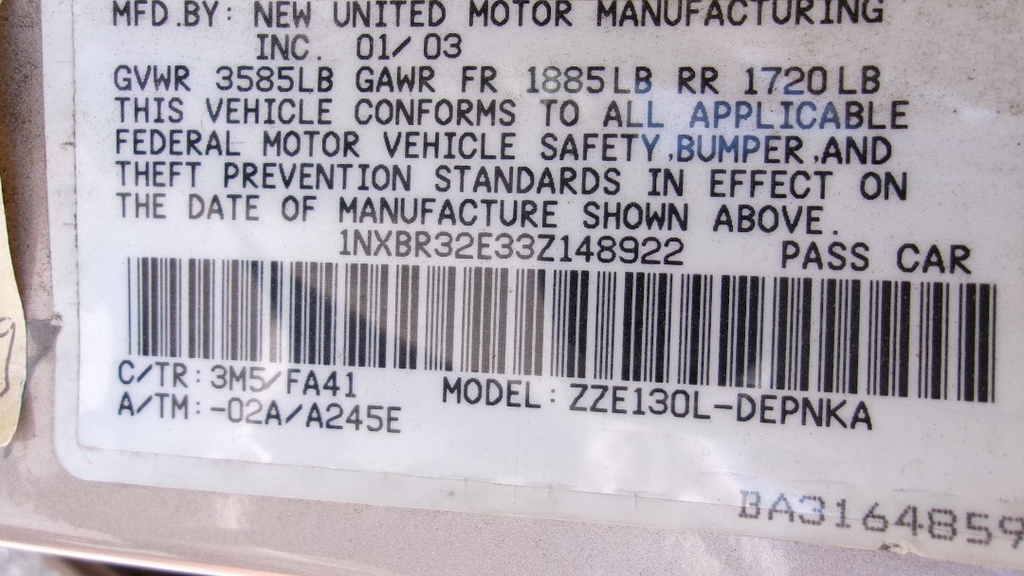 MFD.BY: NEW UNITED MOTOR MANUFACTURING
INC. 01/03
GVWR 3585LB GAWR FR 1885LB RR 1720LB
THIS VEHICLE CONFORMS TO ALL APPLICABLE
FEDERAL MOTOR VEHICLE SAFETY,BUMPER,AND
THEFT PREVENTION STANDARDS IN EFFECT ON
THE DATE OF MANUFACTURE SHOWN ABOVE.
1NXBR32E33Z148922 PASS CAR
C/TR:3M5/FA41 MODEL:ZZE130L-DEPNKA
A/TM:-02A/A245E
BA3164859